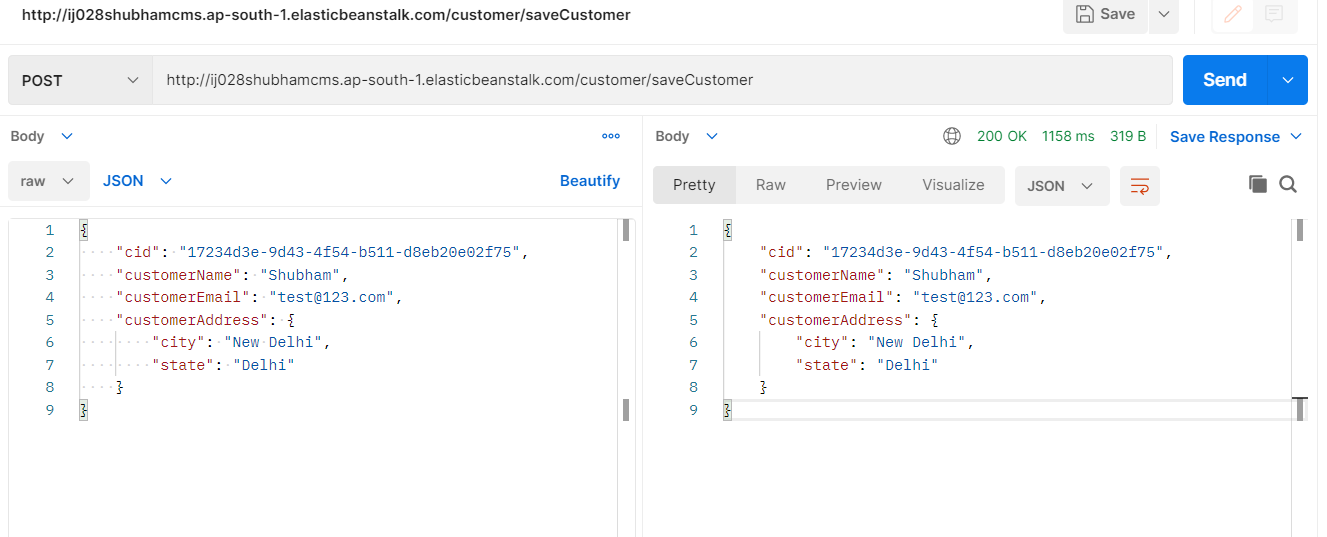 http://ij028shubhamcms.ap-south-1.elasticbeanstalk.com/customer/saveCustomer
Save
POST
http://ij028shubhamcms.ap-south-1.elasticbeanstalk.com/customer/saveCustomer
Send
Body
raw
JSON
Beautify
1 {
2 "cid": "17234d3e-9d43-4f54-b511-d8eb20e02f75",
3 "customerName": "Shubham",
4 "customerEmail": "test@123.com",
5 "customerAddress": {
6 "city": "New Delhi",
7 "state": "Delhi"
8 }
9 }
Body
200 OK 1158 ms 319 B Save Response
Pretty Raw Preview Visualize JSON
1 {
2 "cid": "17234d3e-9d43-4f54-b511-d8eb20e02f75",
3 "customerName": "Shubham",
4 "customerEmail": "test@123.com",
5 "customerAddress": {
6 "city": "New Delhi",
7 "state": "Delhi"
8 }
9 }